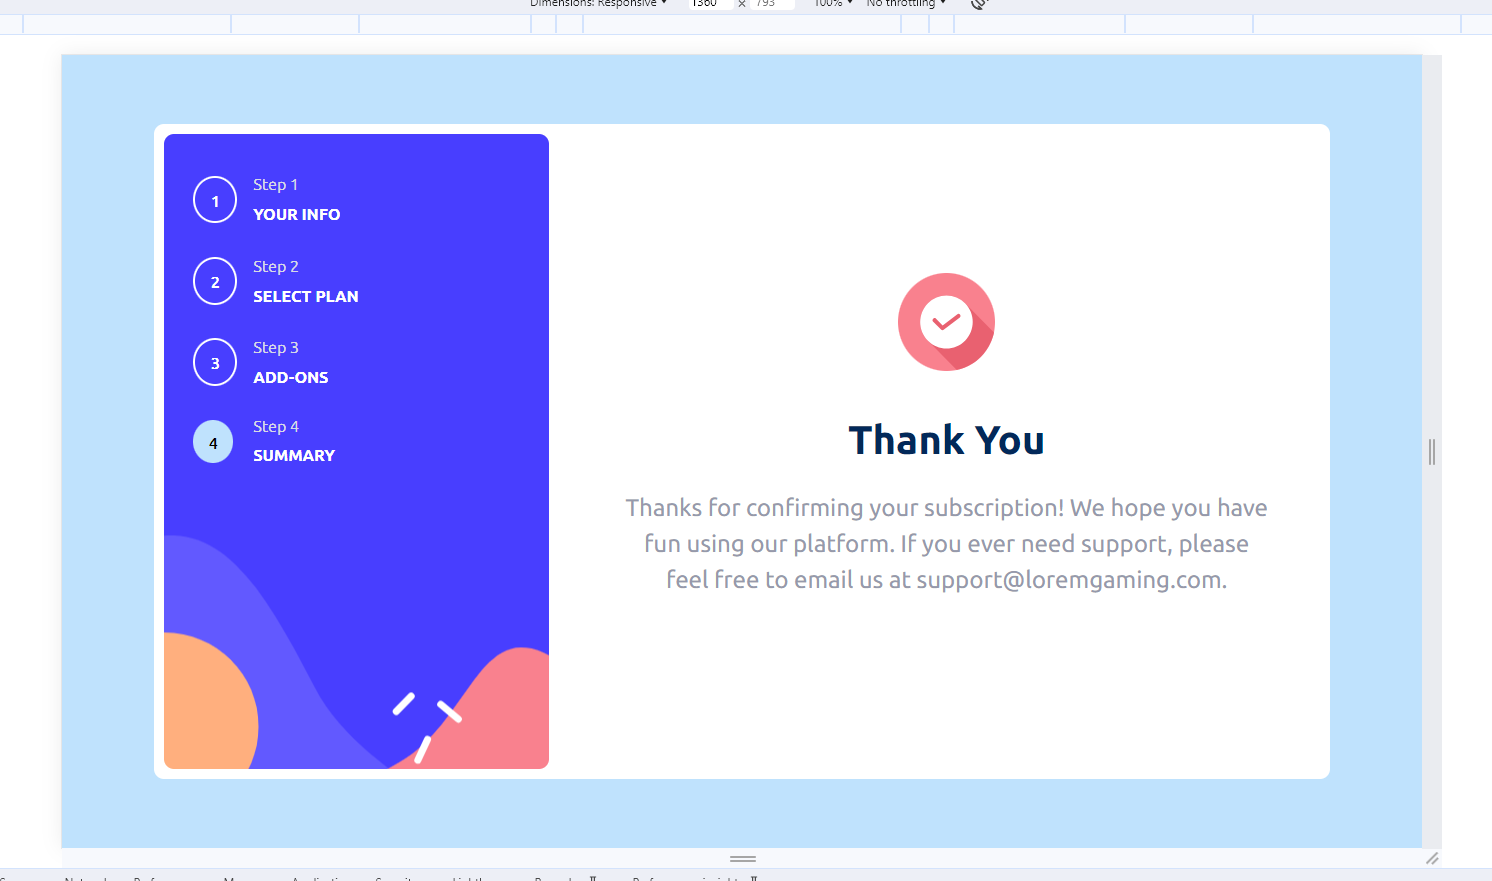 Dimensions: Responsive 1360 × 793 100% No throttling
1
Step 1
YOUR INFO
2
Step 2
SELECT PLAN
3
Step 3
ADD-ONS
4
Step 4
SUMMARY
Thank You
Thanks for confirming your subscription! We hope you have
fun using our platform. If you ever need support, please
feel free to email us at support@loremgaming.com.